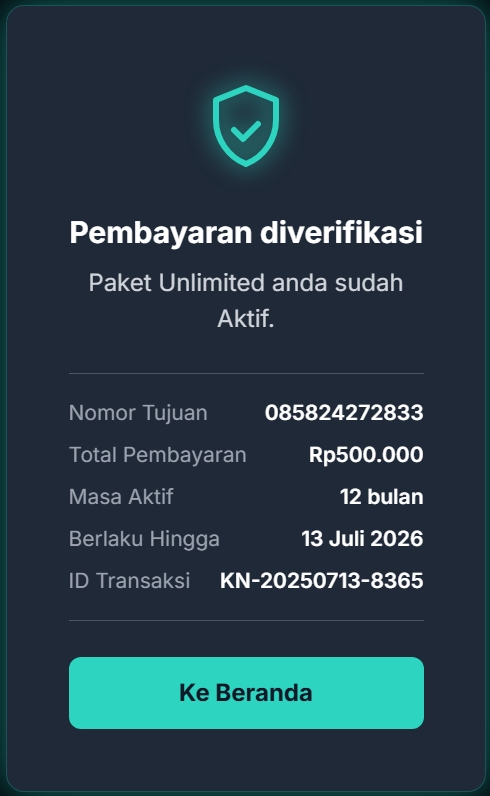 Pembayaran diverifikasi
Paket Unlimited anda sudah
Aktif.
Nomor Tujuan 085824272833
Total Pembayaran Rp500.000
Masa Aktif 12 bulan
Berlaku Hingga 13 Juli 2026
ID Transaksi KN-20250713-8365
Ke Beranda